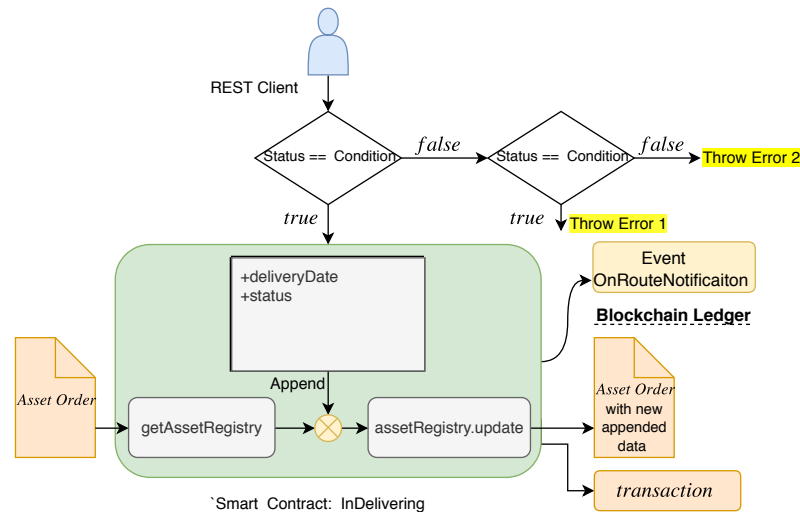 REST Client
Status == Condition
false
Status == Condition
false
Throw Error 2
true
true
Throw Error 1
+deliveryDate
+status
Event
OnRouteNotificaiton
Blockchain Ledger
Append
Asset Order
getAssetRegistry
assetRegistry.update
Asset Order
with new
appended
data
transaction
`Smart Contract: InDelivering